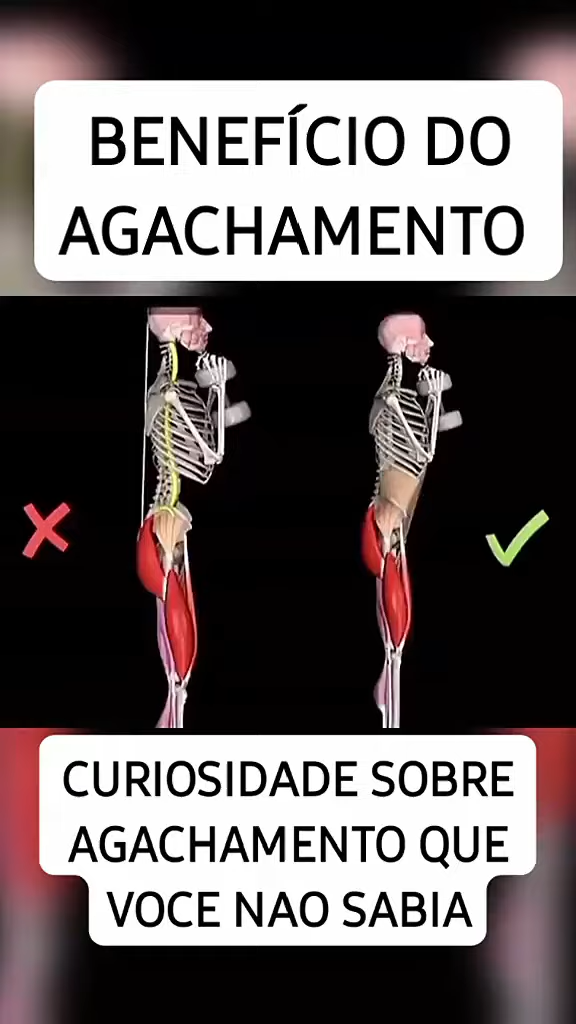 BENEFÍCIO DO
AGACHAMENTO
CURIOSIDADE SOBRE
AGACHAMENTO QUE
VOCE NAO SABIA